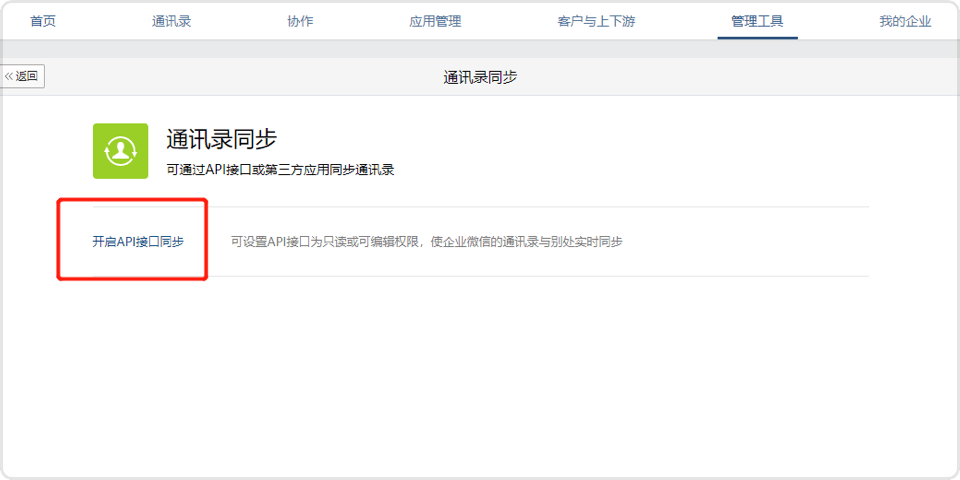 首页 通讯录 协作 应用管理 客户与上下游 管理工具 我的企业
返回 通讯录同步
通讯录同步
可通过API接口或第三方应用同步通讯录
开启API接口同步 可设置API接口为只读或可编辑权限，使企业微信的通讯录与别处实时同步